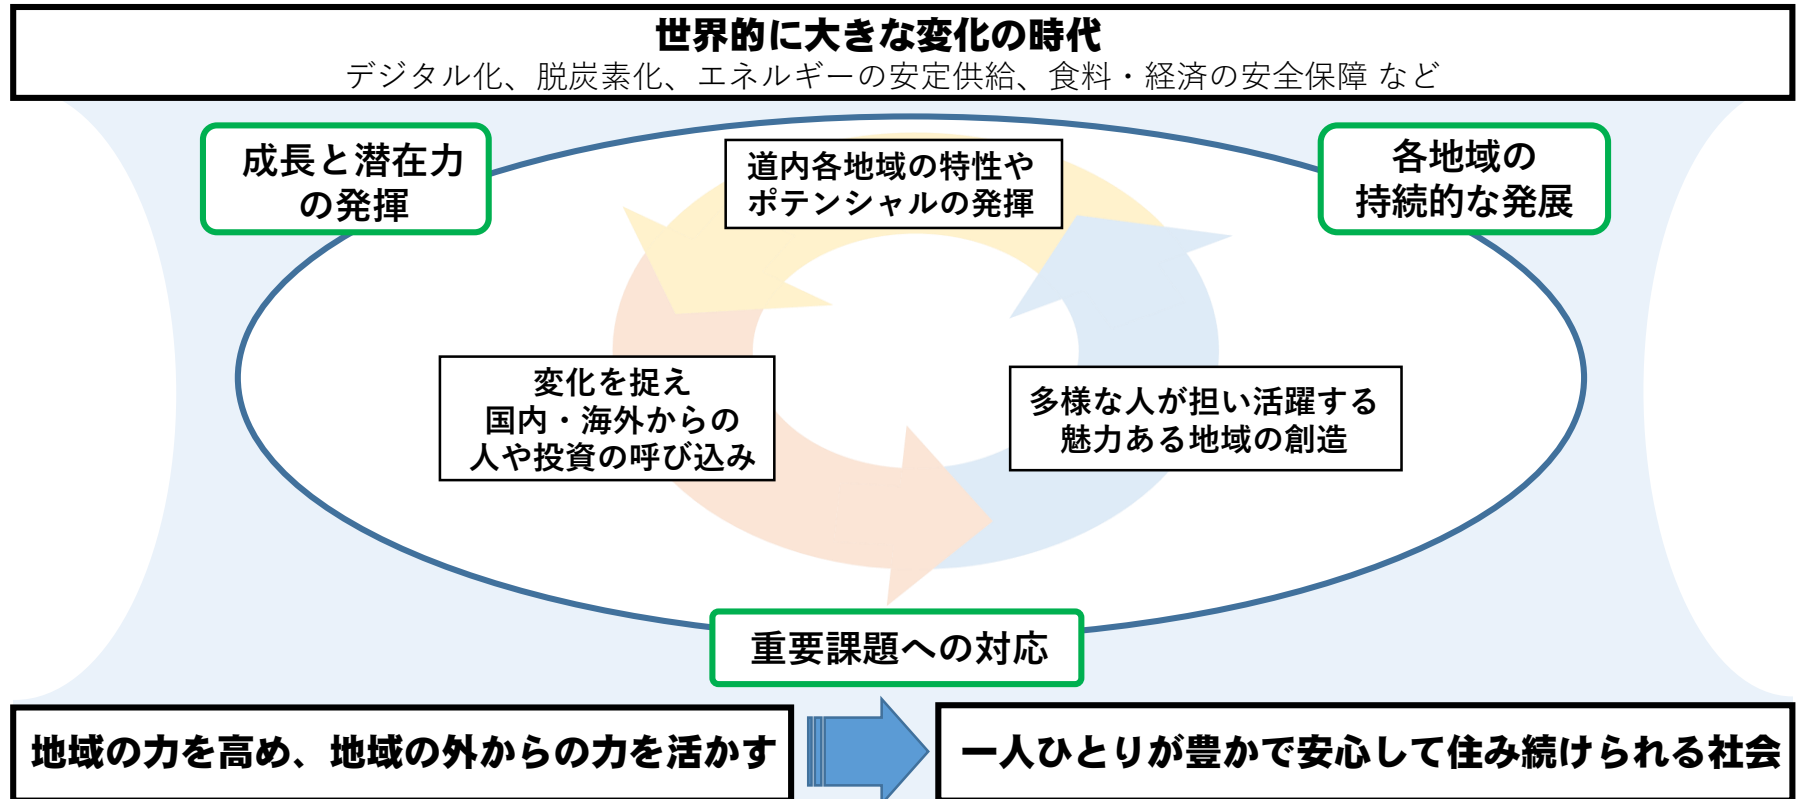 世界的に大きな変化の時代
デジタル化、脱炭素化、エネルギーの安定供給、食料・経済の安全保障 など
成長と潜在力
の発揮
道内各地域の特性や
ポテンシャルの発揮
各地域の
持続的な発展
変化を捉え
国内・海外からの
人や投資の呼び込み
多様な人が担い活躍する
魅力ある地域の創造
重要課題への対応
地域の力を高め、地域の外からの力を活かす
一人ひとりが豊かで安心して住み続けられる社会